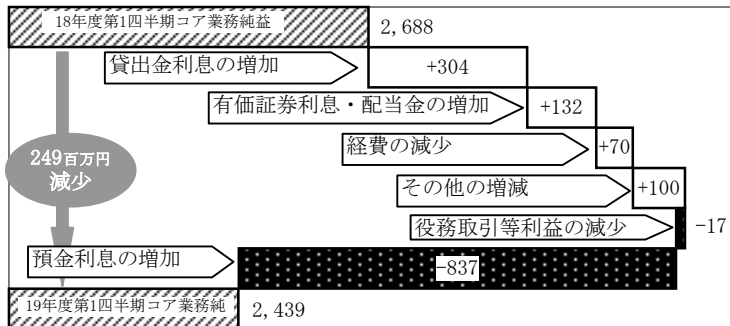 18年度第1四半期コア業務純益
2,688
貸出金利息の増加
+304
有価証券利息・配当金の増加
+132
経費の減少
+70
249百万円
減少
その他の増減
+100
役務取引等利益の減少
-17
預金利息の増加
-837
19年度第1四半期コア業務純
2,439